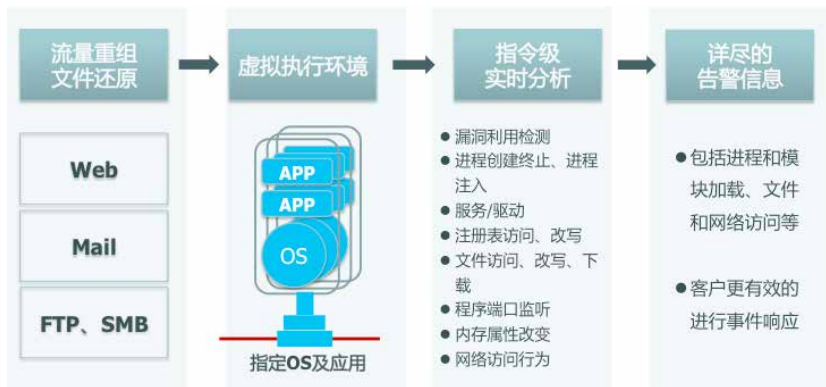 流量重组
文件还原
虚拟执行环境
指令级
实时分析
详尽的
告警信息
Web
Mail
FTP、SMB
APP
APP
OS
指定OS及应用
●漏洞利用检测
●进程创建终止、进程
注入
●服务/驱动
●注册表访问、改写
●文件访问、改写、下
载
●程序端口监听
●内存属性改变
●网络访问行为
●包括进程和模
块加载、文件
和网络访问等
●客户更有效的
进行事件响应